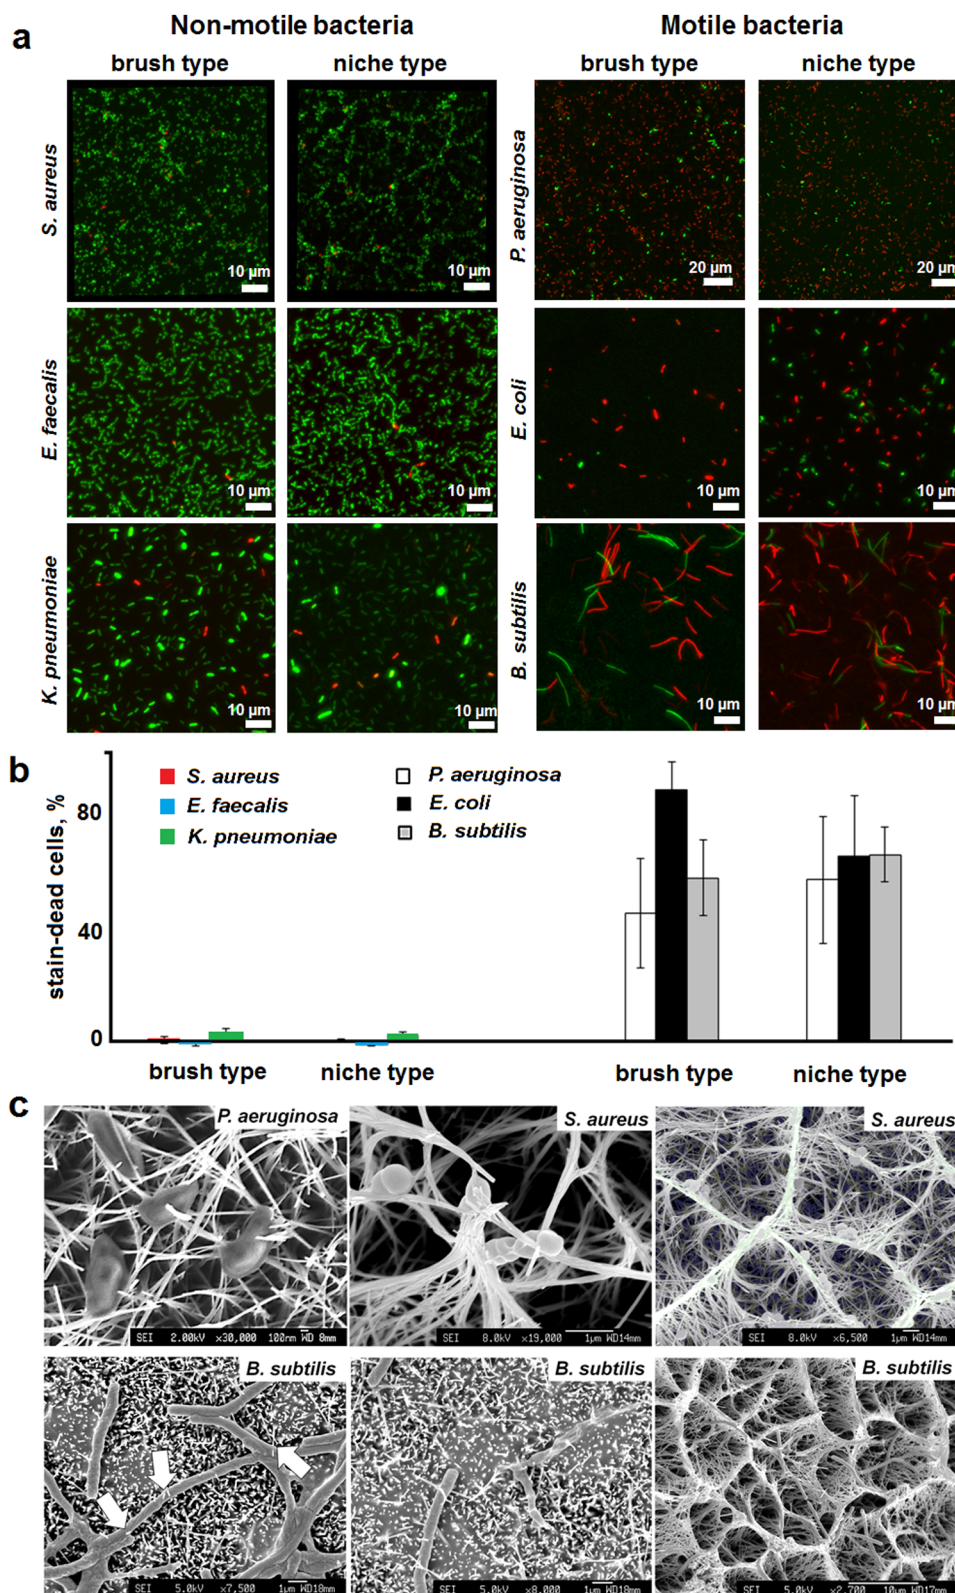 a
Non-motile bacteria
Motile bacteria
brush type
niche type
brush type
niche type
S. aureus
10 µm
10 µm
P. aeruginosa
20 µm
20 µm
E. faecalis
10 µm
10 µm
E. coli
10 µm
10 µm
K. pneumoniae
10 µm
10 µm
B. subtilis
10 µm
10 µm
b
stain-dead cells, %
80
40
0
S. aureus
E. faecalis
K. pneumoniae
P. aeruginosa
E. coli
B. subtilis
brush type
niche type
brush type
niche type
c
P. aeruginosa
SEI 2.00kV ×30,000 100nm WD 8mm
S. aureus
SEI 8.0kV ×19,000 1µm WD14mm
S. aureus
SEI 8.0kV ×6,500 1µm WD14mm
B. subtilis
SEI 5.0kV ×7,500 1µm WD18mm
B. subtilis
SEI 5.0kV ×8,000 1µm WD18mm
B. subtilis
SEI 5.0kV ×2,700 10µm WD17mm